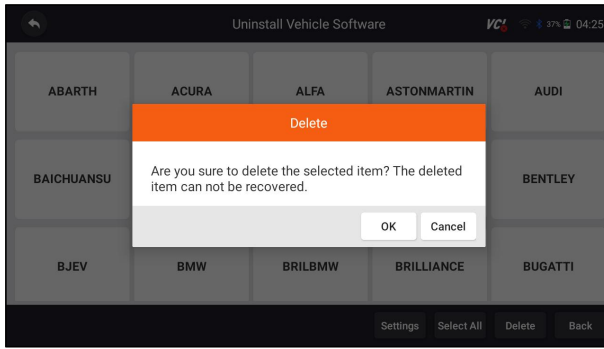 Uninstall Vehicle Software
VCI
37%
04:25
ABARTH
ACURA
ALFA
ASTONMARTIN
AUDI
Delete
Are you sure to delete the selected item? The deleted
item can not be recovered.
BAICHUANSU
BENTLEY
OK
Cancel
BJEV
BMW
BRILBMW
BRILLIANCE
BUGATTI
Settings
Select All
Delete
Back